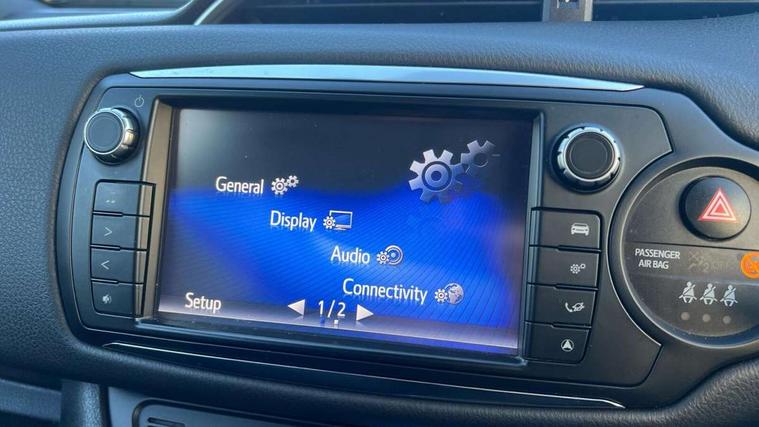 General
Display
Audio
Connectivity
Setup
1/2
PASSENGER
AIR BAG